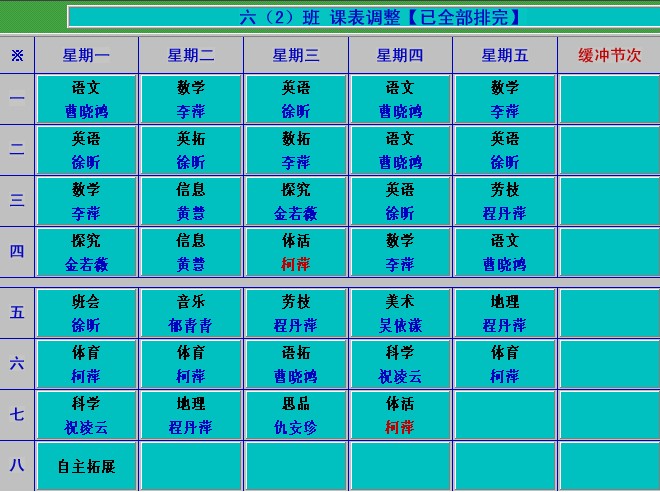 六（2）班 课表调整【已全部排完】
※ 星期一 星期二 星期三 星期四 星期五 缓冲节次
一 语文 数学 英语 语文 数学
曹晓鸿 李萍 徐昕 曹晓鸿 李萍
二 英语 英拓 数拓 语文 英语
徐昕 徐昕 李萍 曹晓鸿 徐昕
三 数学 信息 探究 英语 劳技
李萍 黄慧 金若薇 徐昕 程丹萍
四 探究 信息 体活 数学 语文
金若薇 黄慧 柯萍 李萍 曹晓鸿
五 班会 音乐 劳技 美术 地理
徐昕 郁青青 程丹萍 吴依漾 程丹萍
六 体育 体育 语拓 科学 体育
柯萍 柯萍 曹晓鸿 祝凌云 柯萍
七 科学 地理 思品 体活
祝凌云 程丹萍 仇安珍 柯萍
八 自主拓展